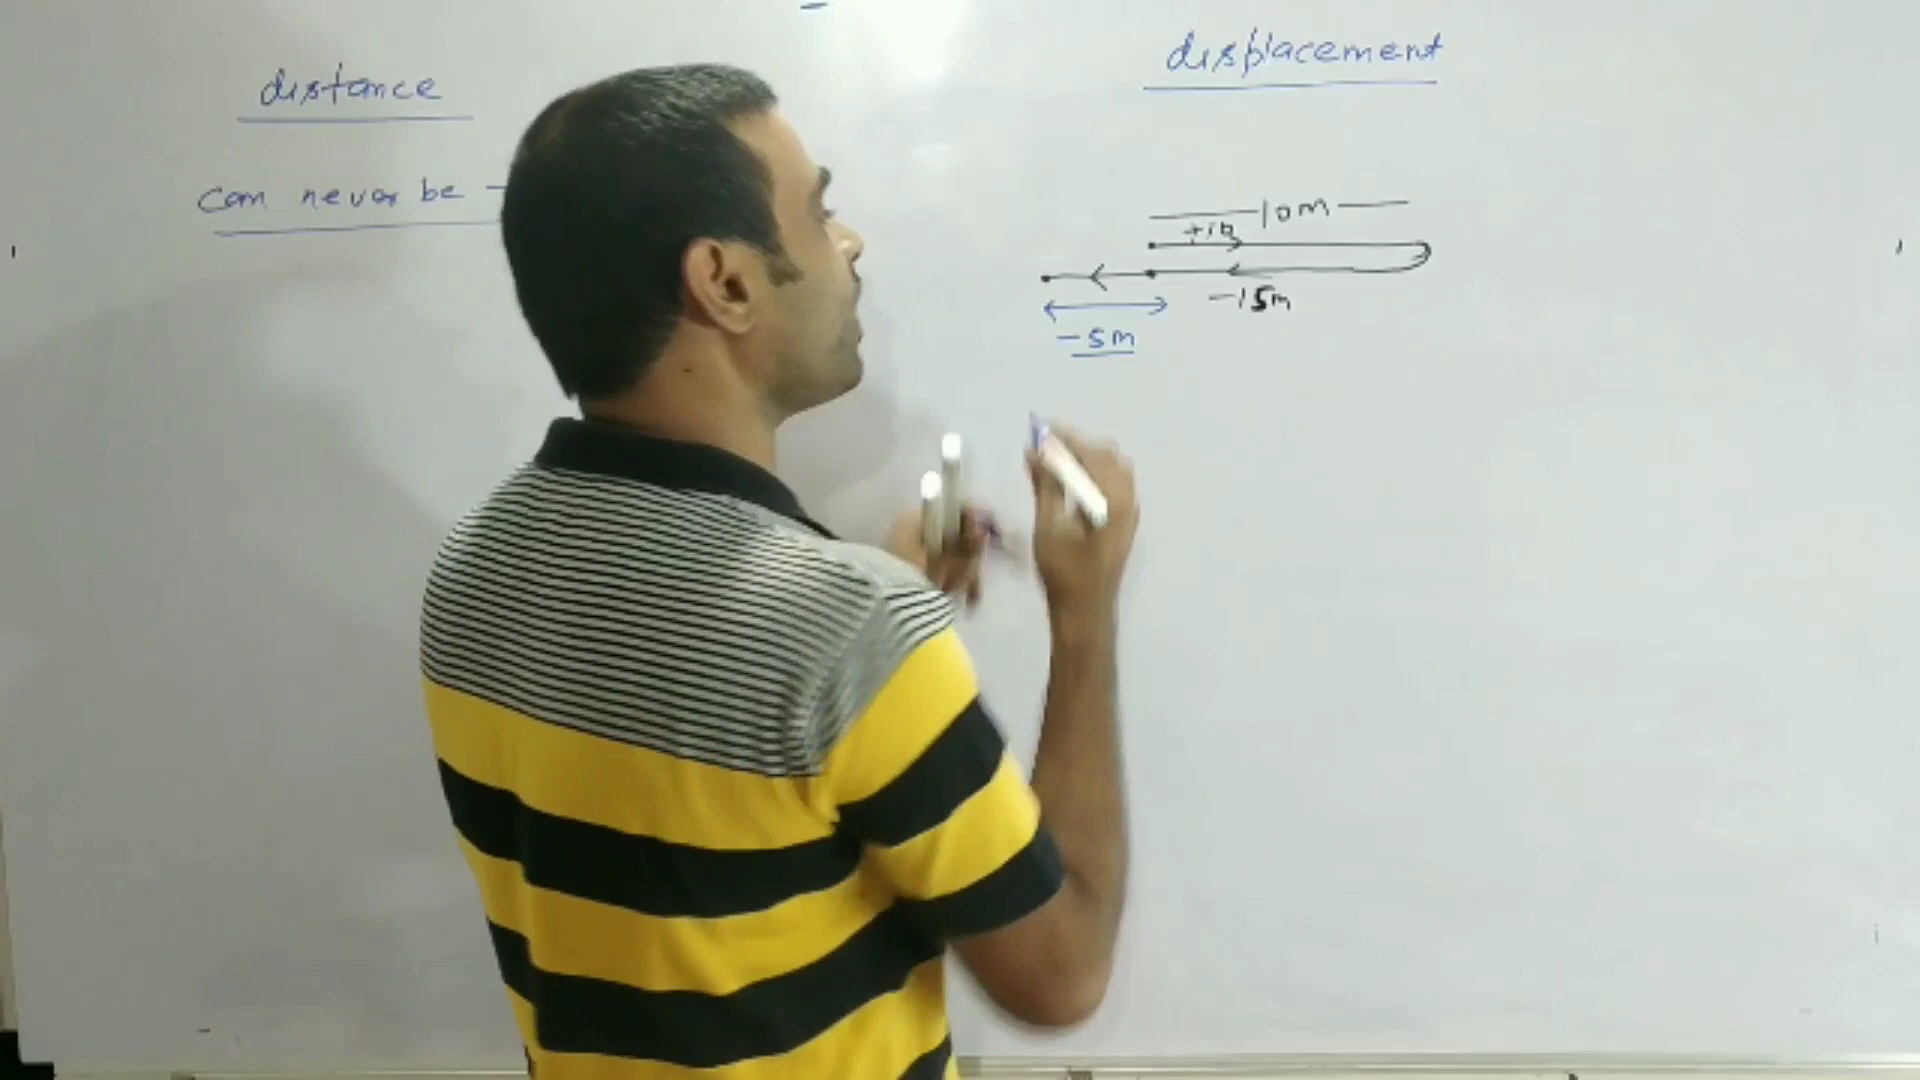 distance
can never be -
displacement
10m
+10
-15m
-5m